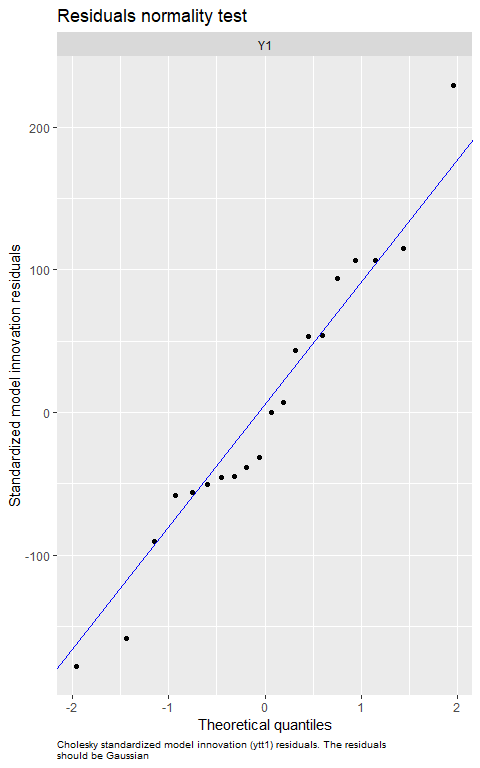 Residuals normality test
Y1
Standardized model innovation residuals
200
100
0
-100
-2
-1
0
1
2
Theoretical quantiles
Cholesky standardized model innovation (ytt1) residuals. The residuals
should be Gaussian